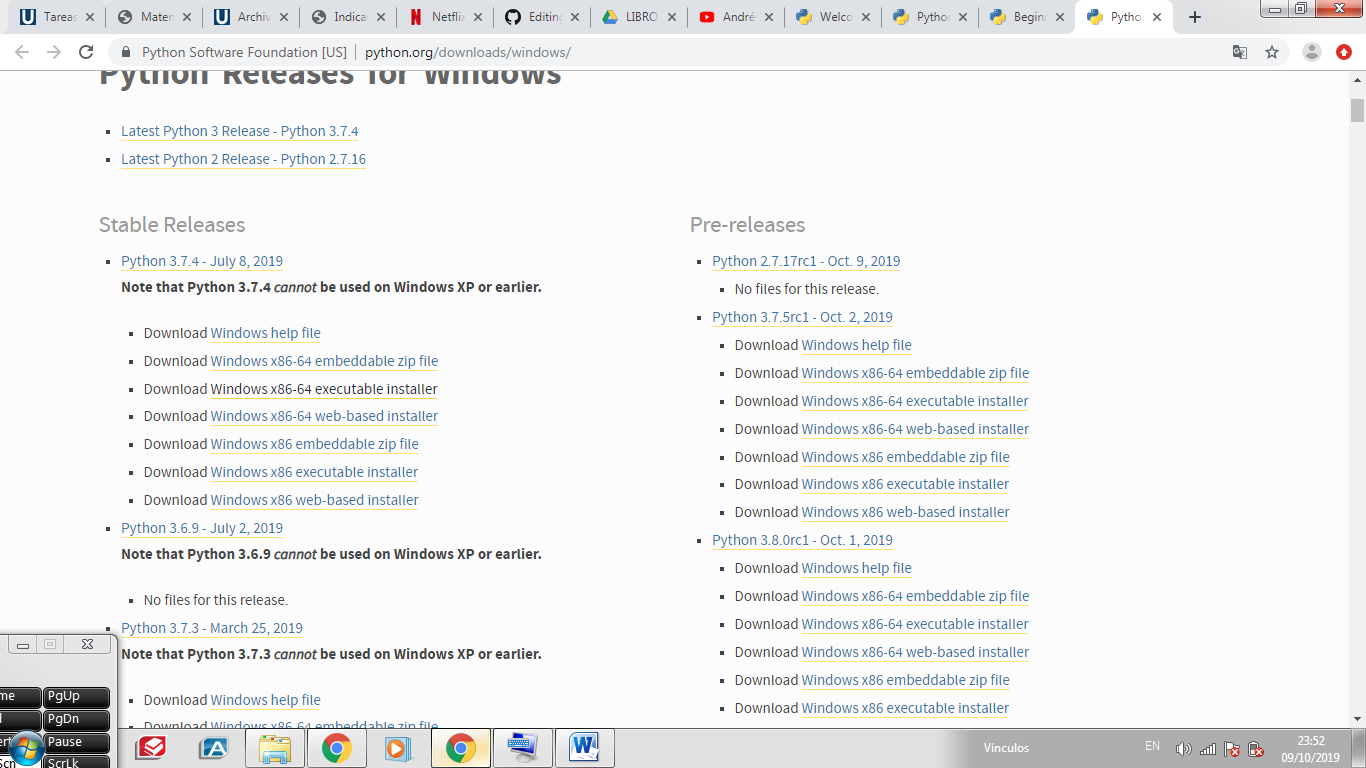 Tareas
Mater
Archiv
Indica
Netfli
Editing
LIBRO
André
Welco
Python
Begin
Pytho
Python Software Foundation [US] | python.org/downloads/windows/
Python Releases for Windows
Latest Python 3 Release - Python 3.7.4
Latest Python 2 Release - Python 2.7.16
Stable Releases
Python 3.7.4 - July 8, 2019
Note that Python 3.7.4 cannot be used on Windows XP or earlier.
Download Windows help file
Download Windows x86-64 embeddable zip file
Download Windows x86-64 executable installer
Download Windows x86-64 web-based installer
Download Windows x86 embeddable zip file
Download Windows x86 executable installer
Download Windows x86 web-based installer
Python 3.6.9 - July 2, 2019
Note that Python 3.6.9 cannot be used on Windows XP or earlier.
No files for this release.
Python 3.7.3 - March 25, 2019
Note that Python 3.7.3 cannot be used on Windows XP or earlier.
Download Windows help file
Download Windows x86-64 embeddable zip file
Pre-releases
Python 2.7.17rc1 - Oct. 9, 2019
No files for this release.
Python 3.7.5rc1 - Oct. 2, 2019
Download Windows help file
Download Windows x86-64 embeddable zip file
Download Windows x86-64 executable installer
Download Windows x86-64 web-based installer
Download Windows x86 embeddable zip file
Download Windows x86 executable installer
Download Windows x86 web-based installer
Python 3.8.0rc1 - Oct. 1, 2019
Download Windows help file
Download Windows x86-64 embeddable zip file
Download Windows x86-64 executable installer
Download Windows x86-64 web-based installer
Download Windows x86 embeddable zip file
Download Windows x86 executable installer
me PgUp
PgDn
Pause
ScrLk
Vínculos
EN
23:52
09/10/2019